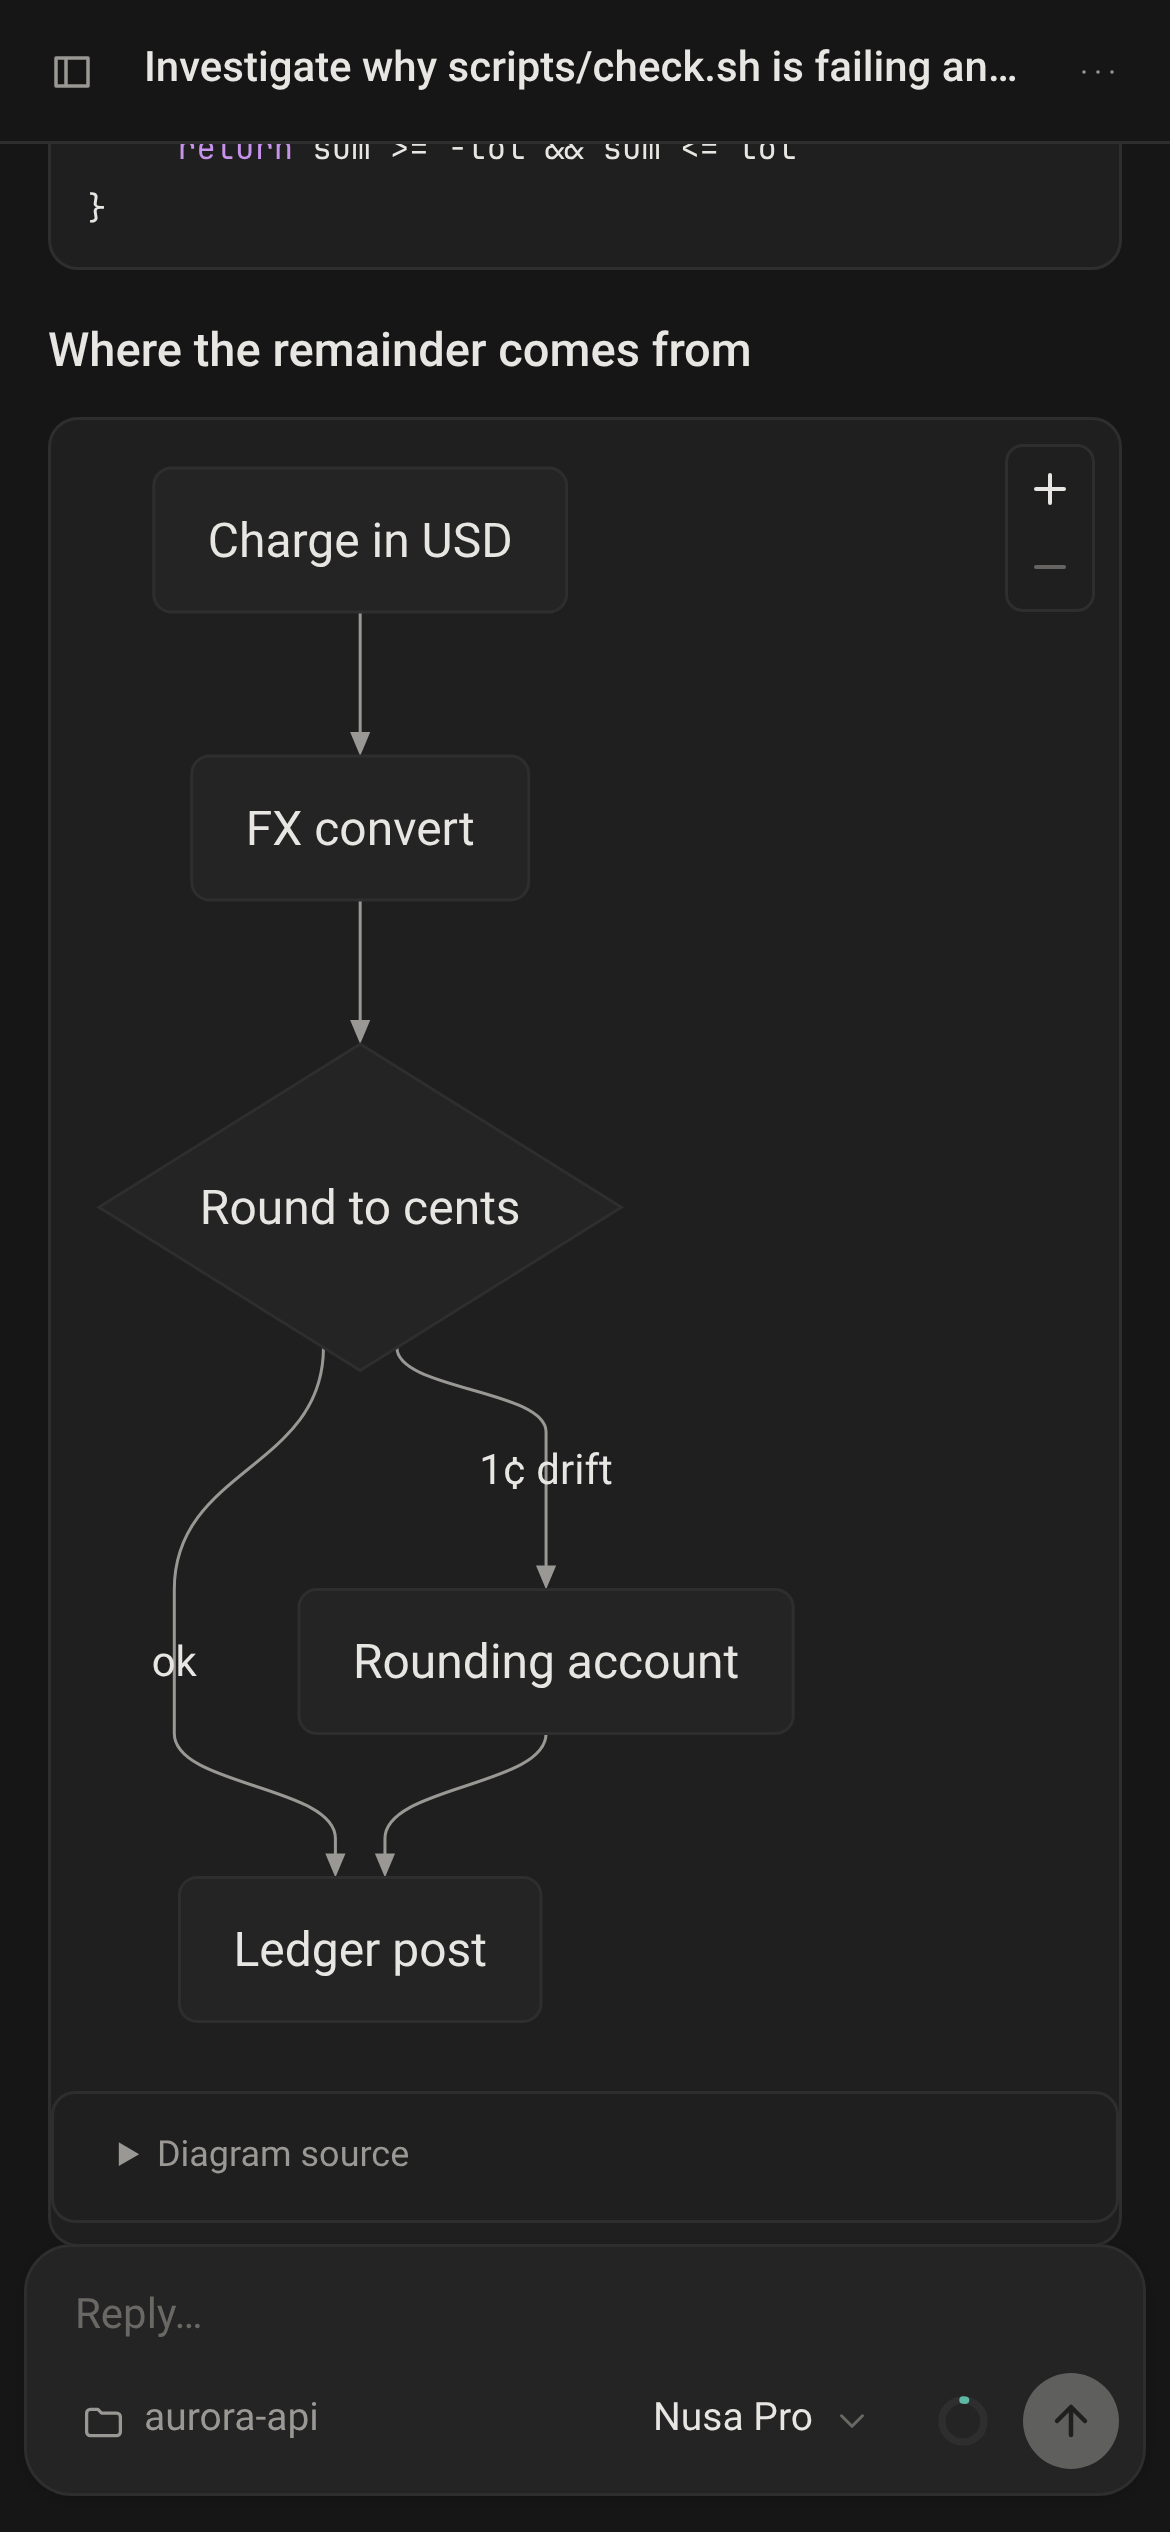 Investigate why scripts/check.sh is failing an…
return sum >= -tol && sum <= tol
}
Where the remainder comes from
Charge in USD
FX convert
Round to cents
1¢ drift
ok
Rounding account
Ledger post
Diagram source
Reply…
aurora-api
Nusa Pro